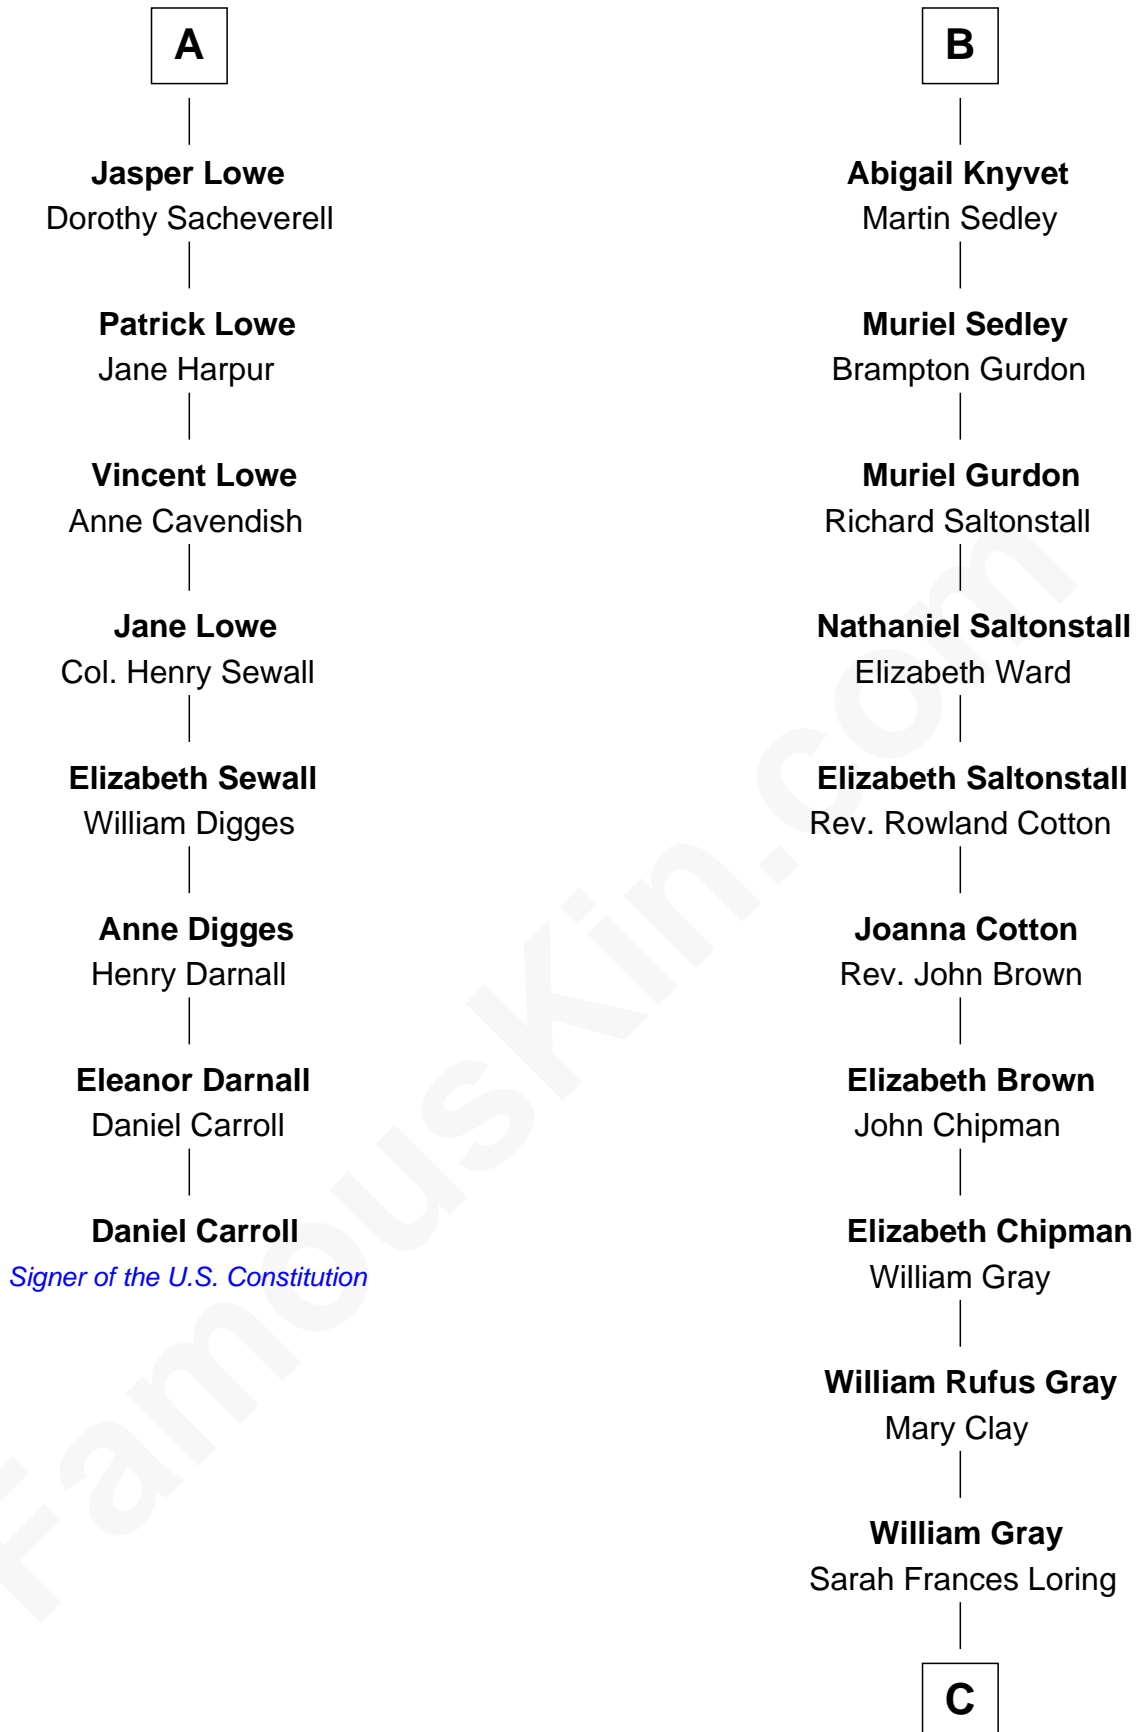 A
Jasper Lowe
Dorothy Sacheverell
Patrick Lowe
Jane Harpur
Vincent Lowe
Anne Cavendish
Jane Lowe
Col. Henry Sewall
Elizabeth Sewall
William Digges
Anne Digges
Henry Darnall
Eleanor Darnall
Daniel Carroll
Daniel Carroll
Signer of the U.S. Constitution
B
Abigail Knyvet
Martin Sedley
Muriel Sedley
Brampton Gurdon
Muriel Gurdon
Richard Saltonstall
Nathaniel Saltonstall
Elizabeth Ward
Elizabeth Saltonstall
Rev. Rowland Cotton
Joanna Cotton
Rev. John Brown
Elizabeth Brown
John Chipman
Elizabeth Chipman
William Gray
William Rufus Gray
Mary Clay
William Gray
Sarah Frances Loring
C
FamousKin.com